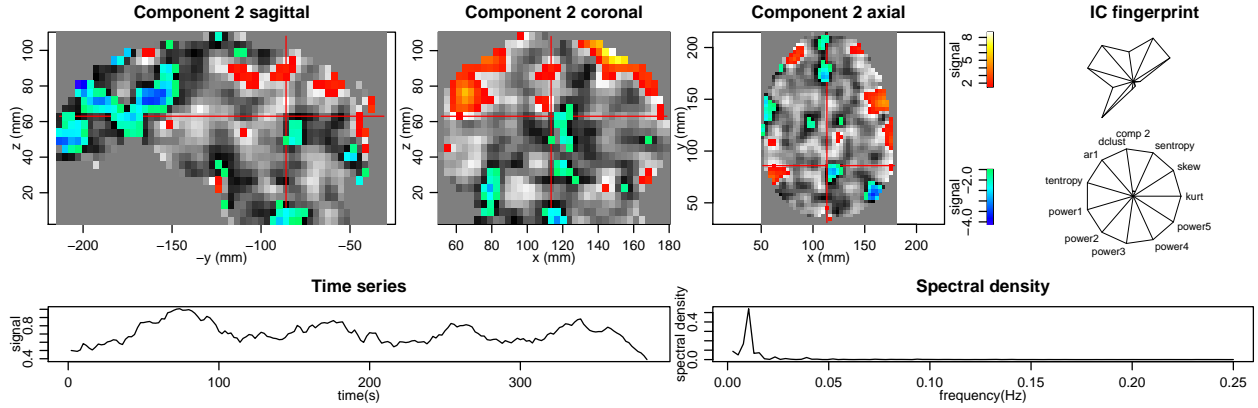 Component 2 sagittal
Component 2 coronal
Component 2 axial
IC fingerprint
z (mm)
20 40 60 80 100
−200 −150 −100 −50
−y (mm)
z (mm)
20 40 60 80 100
60 80 100 120 140 160 180
x (mm)
y (mm)
50 100 150 200
50 100 150 200
x (mm)
signal
2 5 8
signal
−4.0 −2.0
comp 2
dclust
sentropy
ar1
skew
tentropy
kurt
power1
power5
power2
power4
power3
Time series
signal
0.4 0.8
0 100 200 300
time(s)
Spectral density
spectral density
0.0 0.4
0.00 0.05 0.10 0.15 0.20 0.25
frequency(Hz)